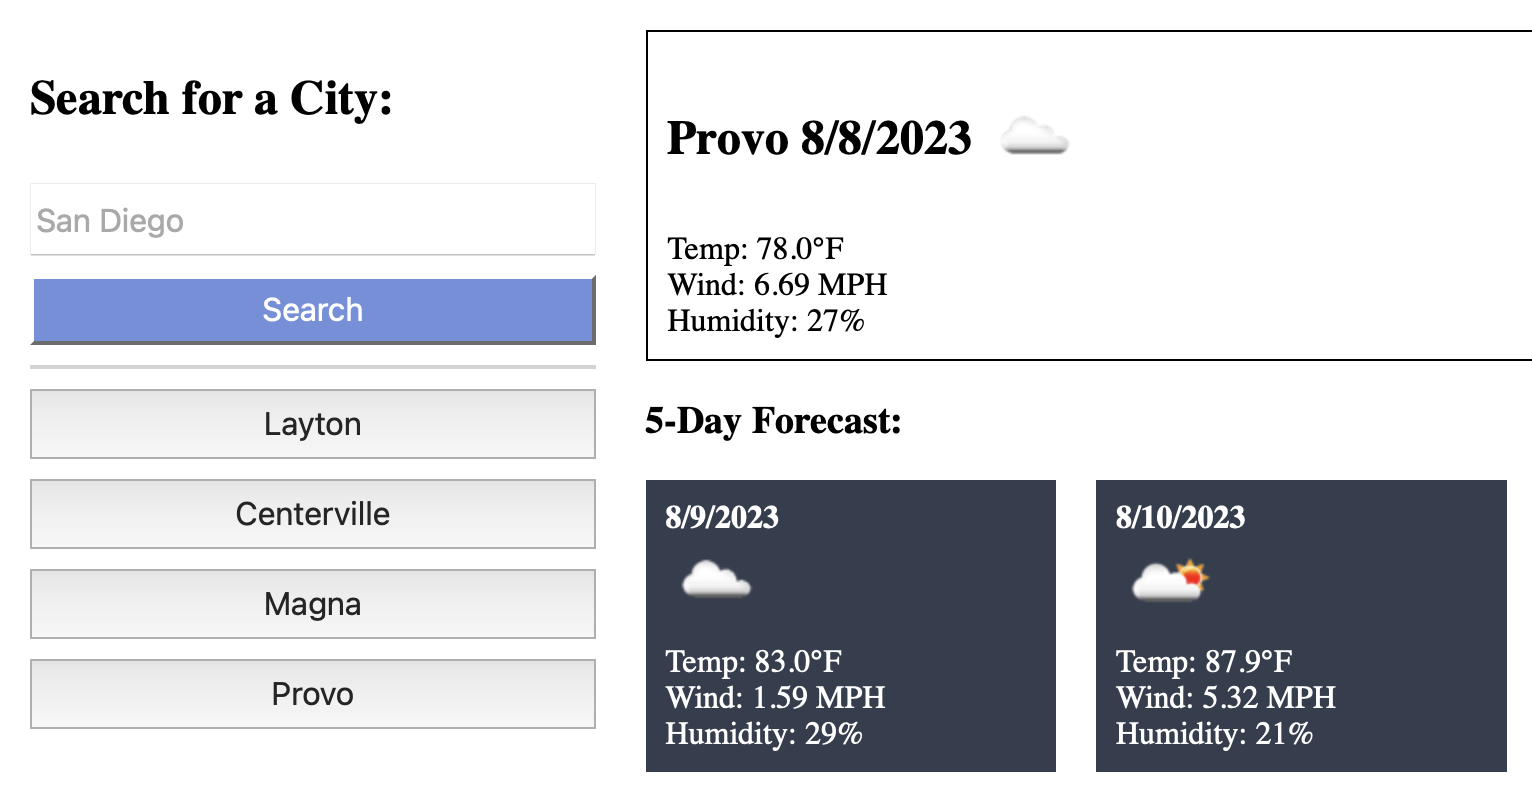 Search for a City:
San Diego
Search
Layton
Centerville
Magna
Provo
Provo 8/8/2023
Temp: 78.0°F
Wind: 6.69 MPH
Humidity: 27%
5-Day Forecast:
8/9/2023
Temp: 83.0°F
Wind: 1.59 MPH
Humidity: 29%
8/10/2023
Temp: 87.9°F
Wind: 5.32 MPH
Humidity: 21%